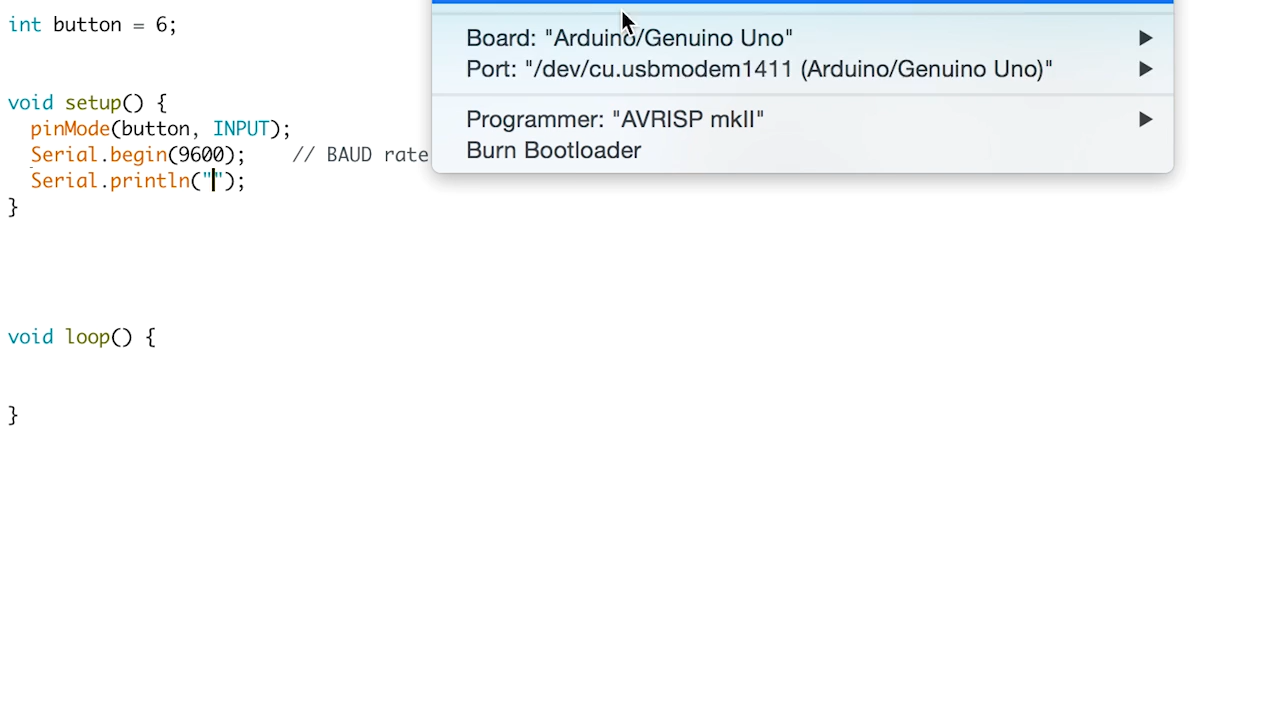 int button = 6;
void setup() {
pinMode(button, INPUT);
Serial.begin(9600); // BAUD rate
Serial.println("");
}
void loop() {
}
Board: "Arduino/Genuino Uno"
Port: "/dev/cu.usbmodem1411 (Arduino/Genuino Uno)"
Programmer: "AVRISP mkII"
Burn Bootloader